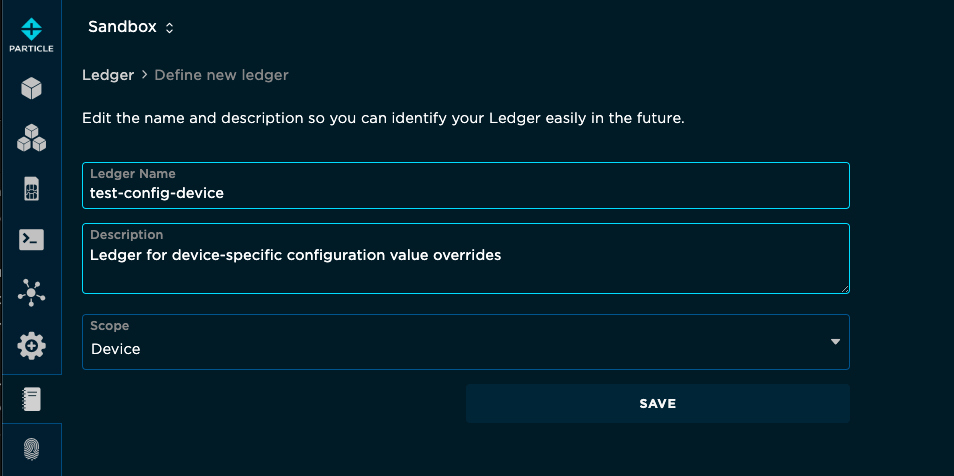 PARTICLE
Sandbox
Ledger > Define new ledger
Edit the name and description so you can identify your Ledger easily in the future.
Ledger Name
test-config-device
Description
Ledger for device-specific configuration value overrides
Scope
Device
SAVE